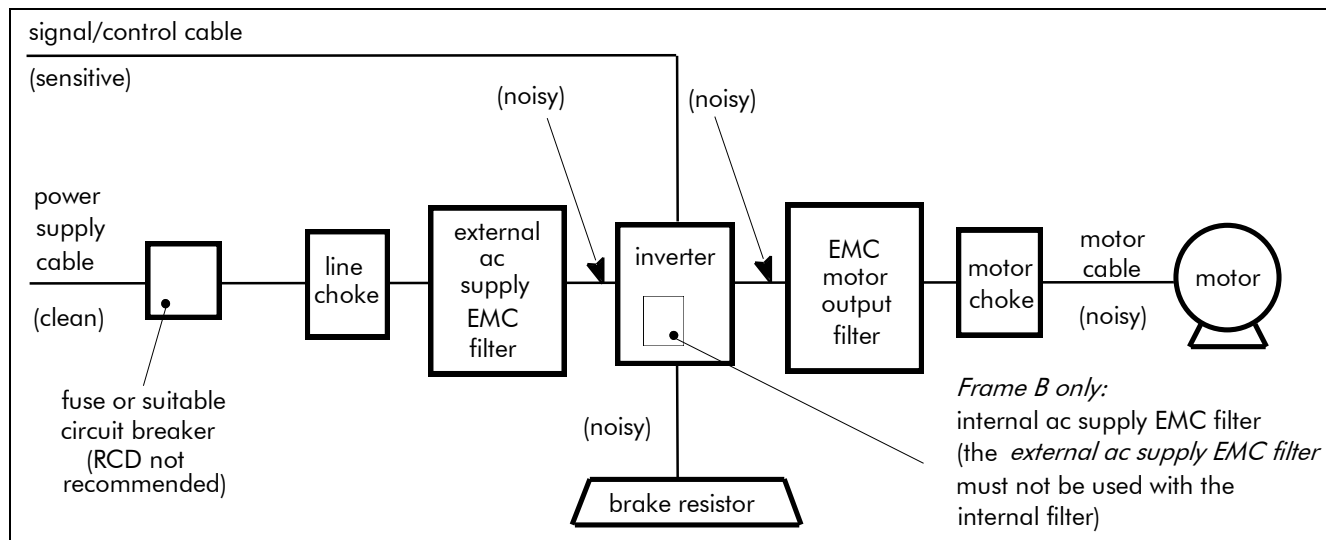 signal/control cable
(sensitive)
(noisy)
(noisy)
power
supply
cable
(clean)
fuse or suitable
circuit breaker
(RCD not
recommended)
line
choke
external
ac
supply
EMC
filter
inverter
EMC
motor
output
filter
motor
choke
motor
cable
(noisy)
motor
(noisy)
brake resistor
Frame B only:
internal ac supply EMC filter
(the external ac supply EMC filter
must not be used with the
internal filter)